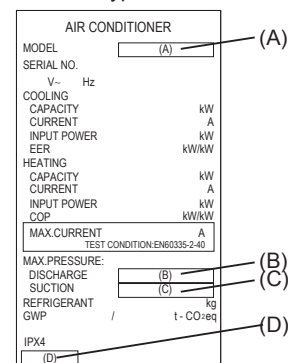 AIR CONDITIONER
MODEL (A) (A)
SERIAL NO.
V~ Hz
COOLING
CAPACITY kW
CURRENT A
INPUT POWER kW
EER kW/kW
HEATING
CAPACITY kW
CURRENT A
INPUT POWER kW
COP kW/kW
MAX.CURRENT A
TEST CONDITION:EN60335-2-40
MAX.PRESSURE:
DISCHARGE (B) (B)
SUCTION (C) (C)
REFRIGERANT kg
GWP / t - CO2eq
(D)
IPX4
(D)